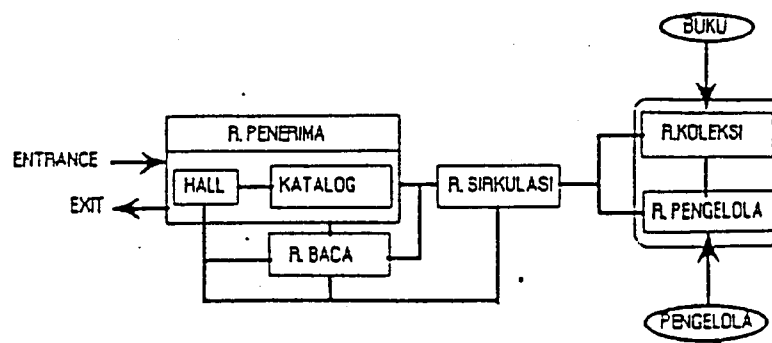 BUKU
R. PENERIMA
R.KOLEKSI
ENTRANCE
HALL
KATALOG
R. SIRKULASI
EXIT
R. PENGELOLA
R. BACA
PENGELOLA